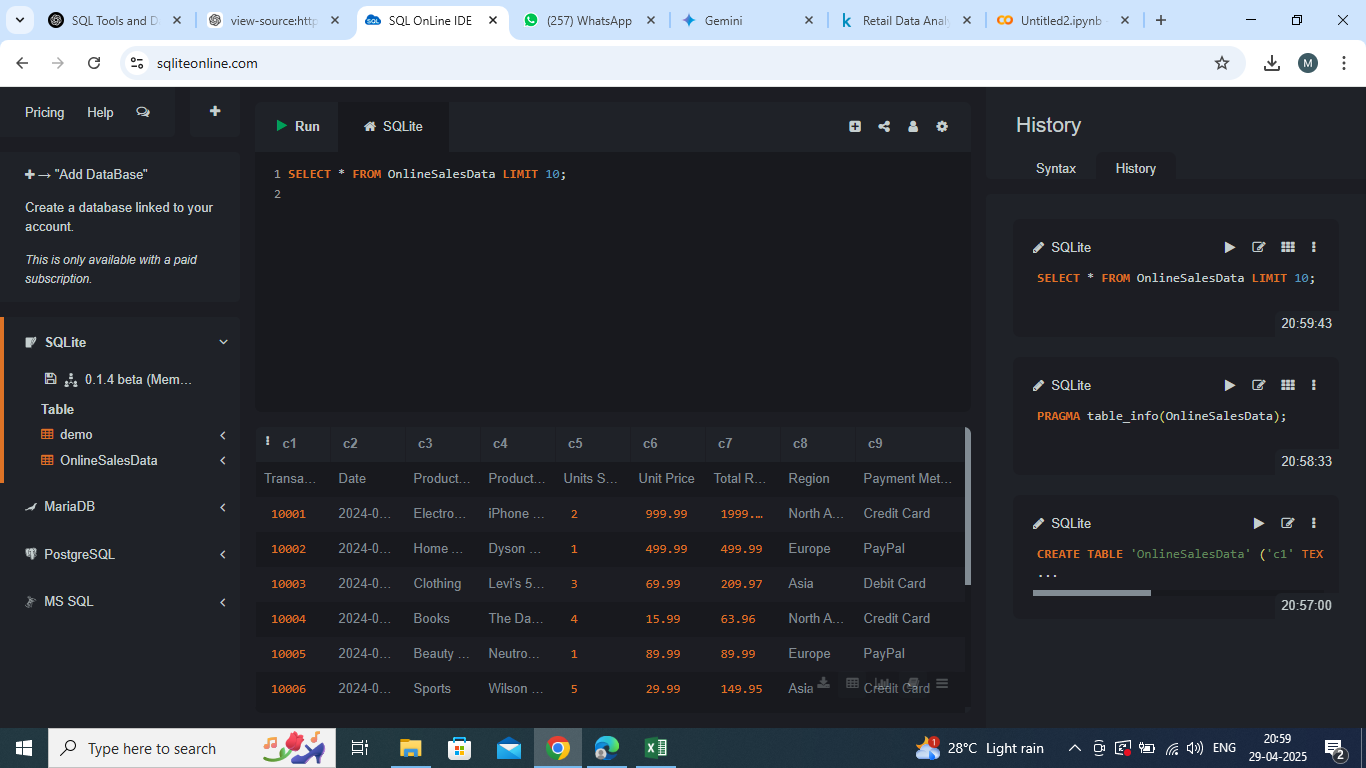 SQL Tools and D
view-source:http
SQL OnLine IDE
(257) WhatsApp
Gemini
Retail Data Anal
Untitled2.ipynb -
sqliteonline.com
M
Pricing
Help
"Add DataBase"
Create a database linked to your
account.
This is only available with a paid
subscription.
SQLite
0.1.4 beta (Mem...
Table
demo
OnlineSalesData
MariaDB
PostgreSQL
MS SQL
Run
SQLite
1 SELECT * FROM OnlineSalesData LIMIT 10;
2
c1 c2 c3 c4 c5 c6 c7 c8 c9
Transa... Date Product... Product... Units S... Unit Price Total R... Region Payment Met...
10001 2024-0... Electro... iPhone ... 2 999.99 1999.... North A... Credit Card
10002 2024-0... Home ... Dyson ... 1 499.99 499.99 Europe PayPal
10003 2024-0... Clothing Levi's 5... 3 69.99 209.97 Asia Debit Card
10004 2024-0... Books The Da... 4 15.99 63.96 North A... Credit Card
10005 2024-0... Beauty ... Neutro... 1 89.99 89.99 Europe PayPal
10006 2024-0... Sports Wilson ... 5 29.99 149.95 Asia Credit Card
History
Syntax
History
SQLite
SELECT * FROM OnlineSalesData LIMIT 10;
20:59:43
SQLite
PRAGMA table_info(OnlineSalesData);
20:58:33
SQLite
CREATE TABLE 'OnlineSalesData' ('c1' TEX
...
20:57:00
Type here to search
1
28°C Light rain
ENG
20:59
29-04-2025
2